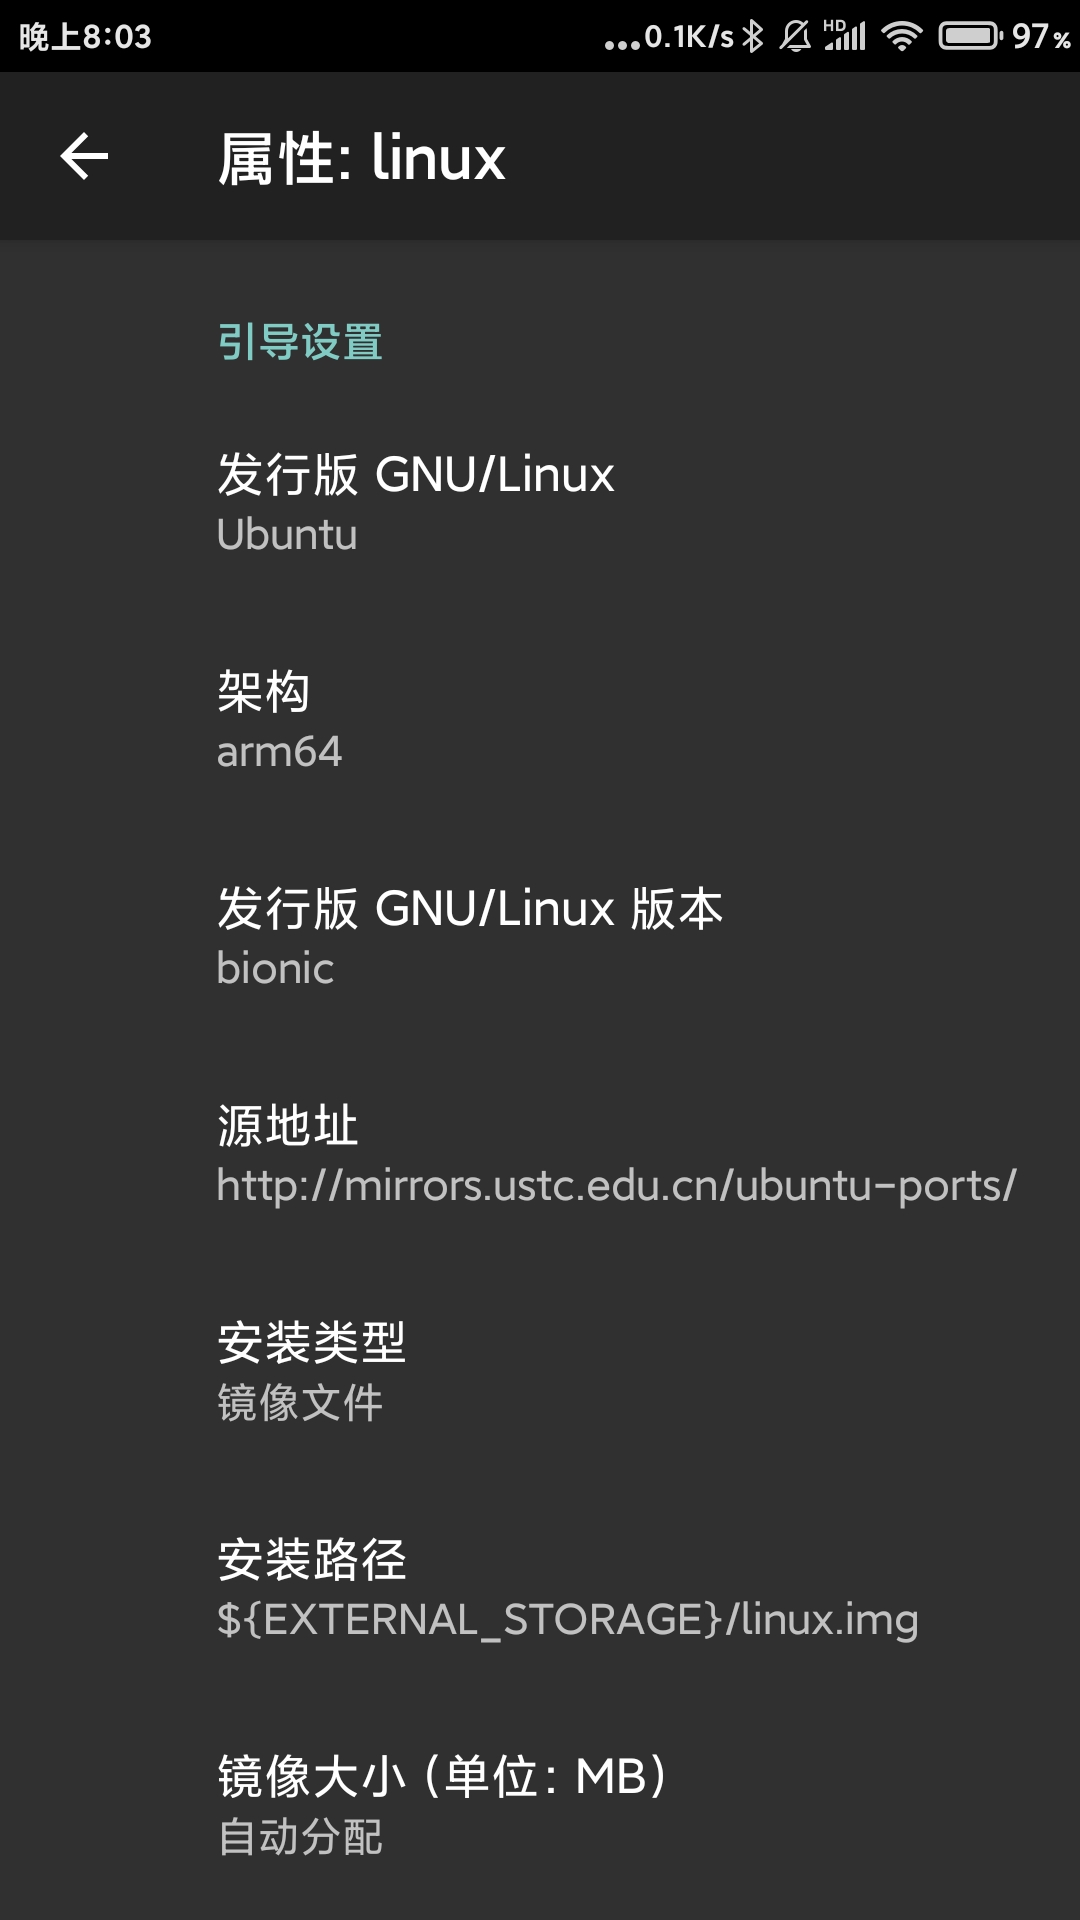 晚上8:03 ...0.1K/s HD 97%
属性: linux
引导设置
发行版 GNU/Linux
Ubuntu
架构
arm64
发行版 GNU/Linux 版本
bionic
源地址
http://mirrors.ustc.edu.cn/ubuntu-ports/
安装类型
镜像文件
安装路径
${EXTERNAL_STORAGE}/linux.img
镜像大小 (单位: MB)
自动分配